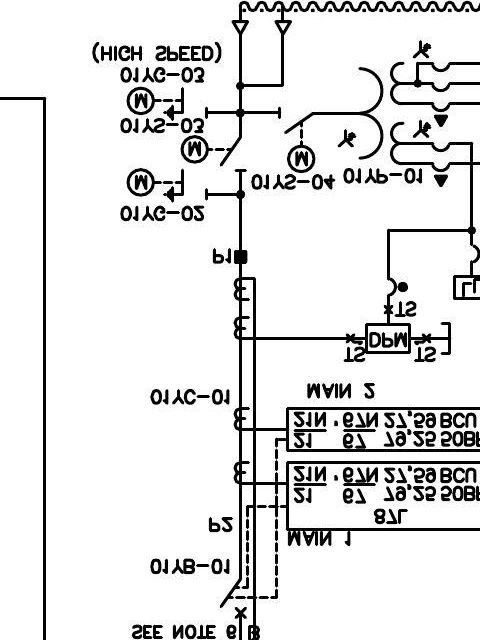 (HIGH SPEED)
01YG-03
M
01YS-03
M
M
01YS-04
01YP-01
M
01YG-02
P1
TS
DPM
TS
TS
MAIN 2
01YC-01
21N ' 67N 27,59 BCU
21 67 79,25 50BF
21N ' 67N 27,59 BCU
21 67 79,25 50BF
87L
P2
MAIN 1
01YB-01
SEE NOTE 6 B